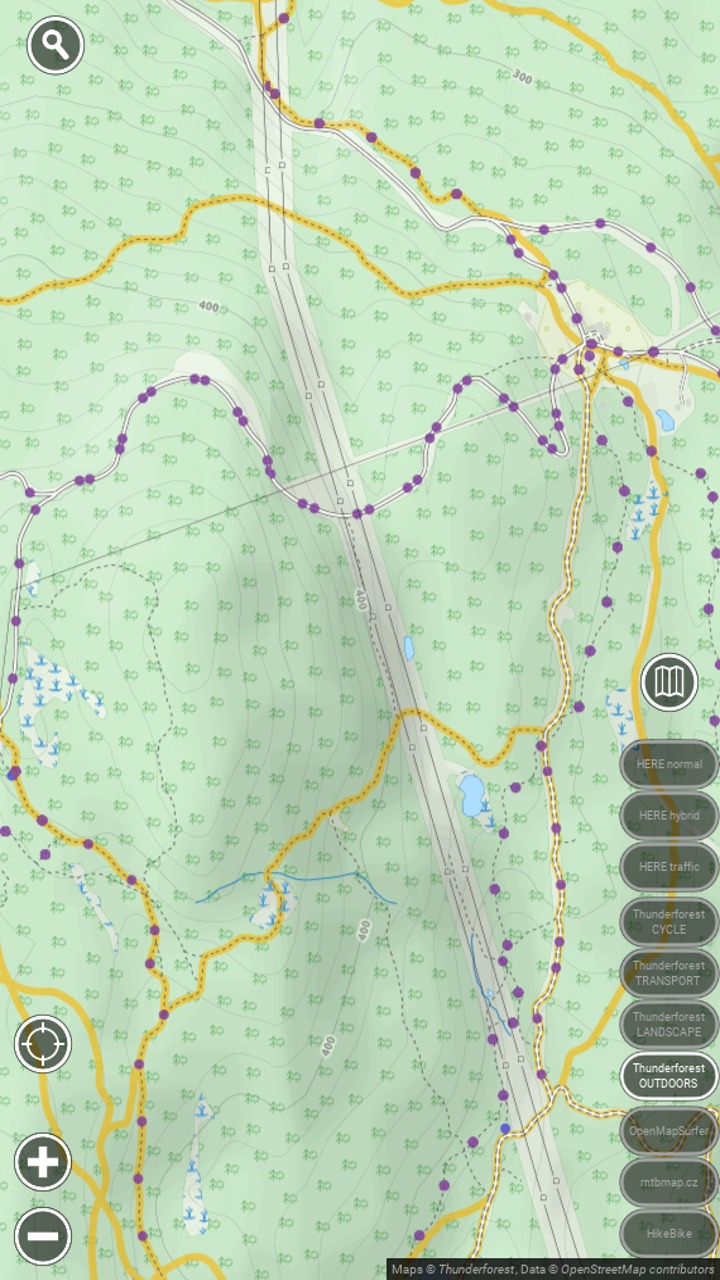 300
400
400
HERE normal
HERE hybrid
HERE traffic
Thunderforest
CYCLE
400
Thunderforest
TRANSPORT
Thunderforest
LANDSCAPE
400
Thunderforest
OUTDOORS
OpenMapSurfer
mtbmap.cz
HikeBike
Maps © Thunderforest, Data © OpenStreetMap contributors